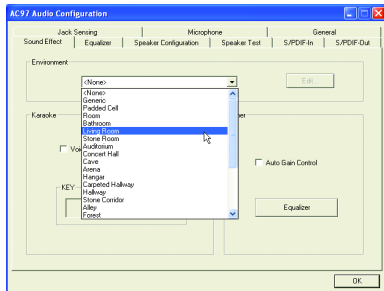 AC97 Audio Configuration
Jack Sensing
Microphone
General
Sound Effect
Equalizer
Speaker Configuration
Speaker Test
S/PDIF-In
S/PDIF-Out
Environment
<None>
Edit
<None>
Generic
Padded Cell
Room
Bathroom
Living Room
Stone Room
Auditorium
Concert Hall
Cave
Arena
Hangar
Carpeted Hallway
Hallway
Stone Corridor
Alley
Forest
Karaoke
KEY
Auto Gain Control
Equalizer
OK